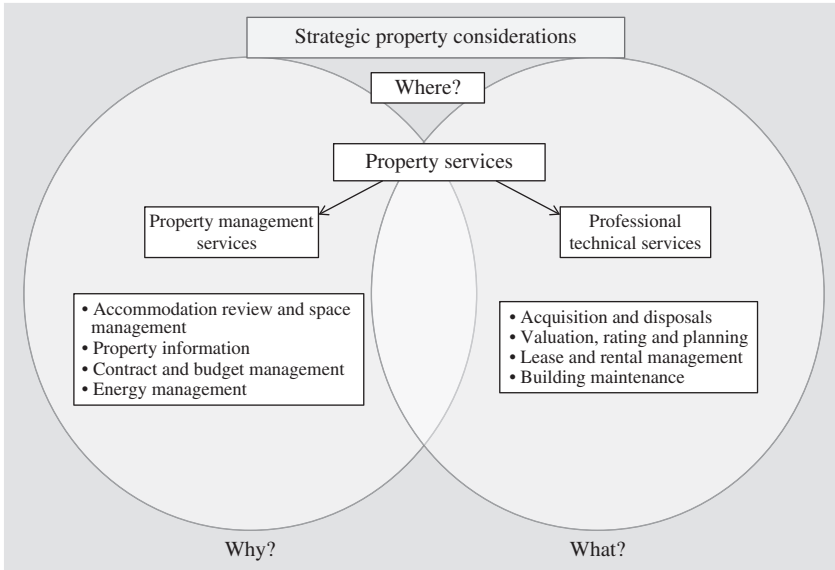 Strategic property considerations
Where?
Property services
Property management
services
Professional
technical services
• Accommodation review and space
management
• Property information
• Contract and budget management
• Energy management
• Acquisition and disposals
• Valuation, rating and planning
• Lease and rental management
• Building maintenance
Why?
What?